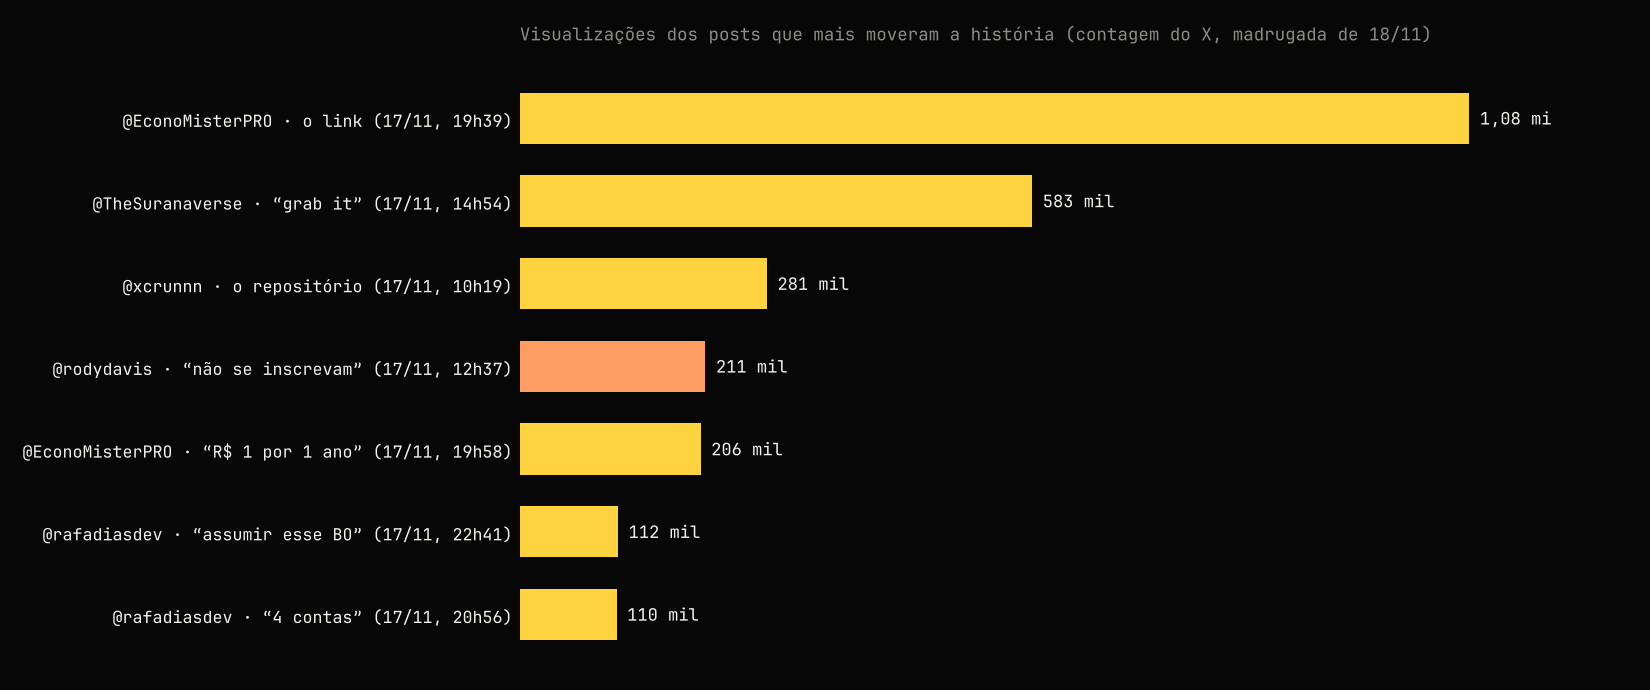 Visualizações dos posts que mais moveram a história (contagem do X, madrugada de 18/11)
@EconoMisterPRO · o link (17/11, 19h39) 1,08 mi
@TheSuranaverse · “grab it” (17/11, 14h54) 583 mil
@xcrunnn · o repositório (17/11, 10h19) 281 mil
@rodydavis · “não se inscrevam” (17/11, 12h37) 211 mil
@EconoMisterPRO · “R$ 1 por 1 ano” (17/11, 19h58) 206 mil
@rafadiasdev · “assumir esse BO” (17/11, 22h41) 112 mil
@rafadiasdev · “4 contas” (17/11, 20h56) 110 mil